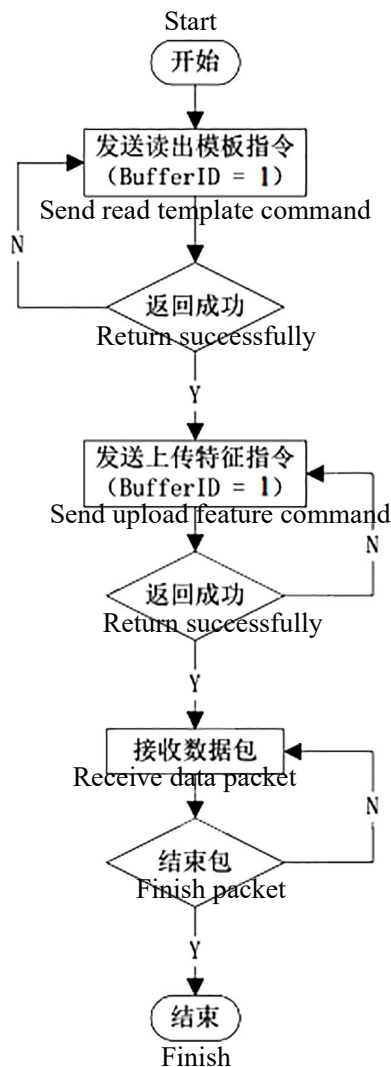 Start
开始
发送读出模板指令
(BufferID = 1)
Send read template command
N
返回成功
Return successfully
Y
发送上传特征指令
(BufferID = 1)
Send upload feature command
N
返回成功
Return successfully
Y
接收数据包
Receive data packet
N
结束包
Finish packet
Y
结束
Finish